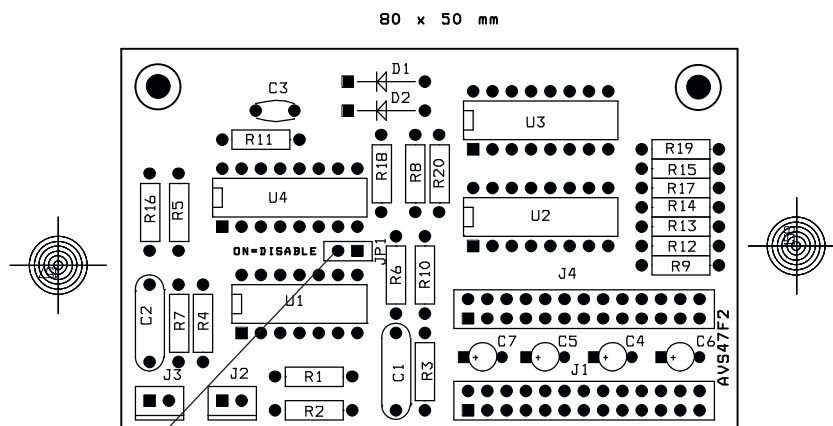 80 x 50 mm
D1
D2
C3
U3
R11
R18
R8
R20
R19
R15
R17
R14
R13
R12
R9
R16
R5
U4
U2
ON=DISABLE
JP1
R6
R10
J4
C2
R7
R4
U1
C7
C5
C4
C6
AVS47F2
J3
J2
R1
R2
C1
R3
J1